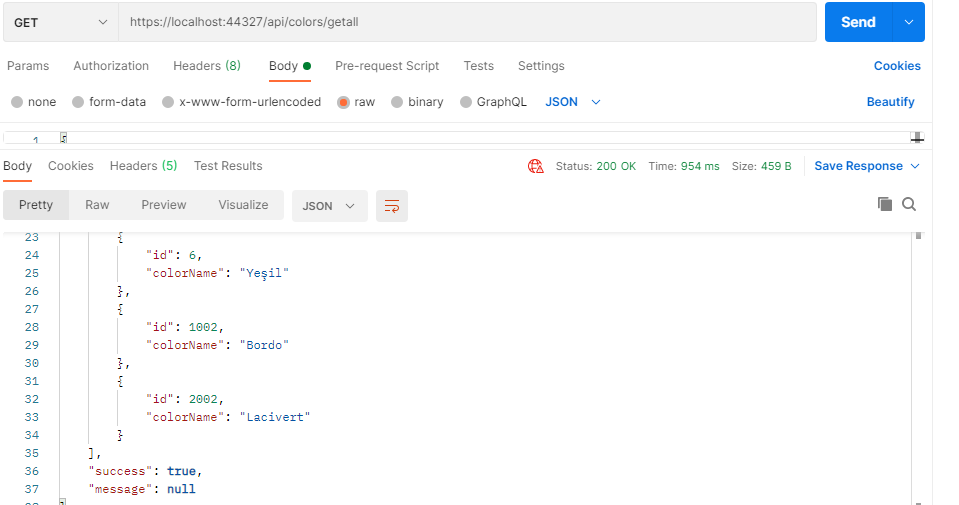 GET https://localhost:44327/api/colors/getall Send
Params Authorization Headers (8) Body Pre-request Script Tests Settings Cookies
none form-data x-www-form-urlencoded raw binary GraphQL JSON Beautify
1 {
Body Cookies Headers (5) Test Results Status: 200 OK Time: 954 ms Size: 459 B Save Response
Pretty Raw Preview Visualize JSON
23 {
24 "id": 6,
25 "colorName": "Yeşil"
26 },
27 {
28 "id": 1002,
29 "colorName": "Bordo"
30 },
31 {
32 "id": 2002,
33 "colorName": "Lacivert"
34 }
35 ],
36 "success": true,
37 "message": null
38 }